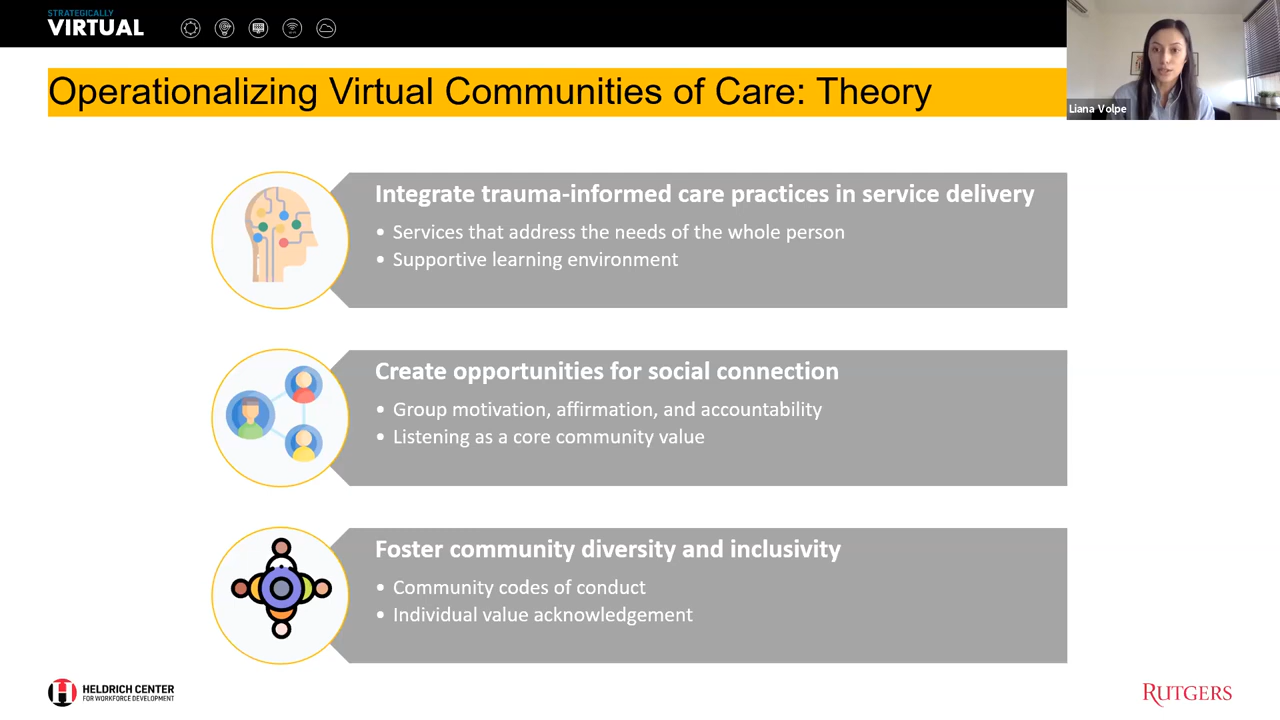 STRATEGICALLY
VIRTUAL
Operationalizing Virtual Communities of Care: Theory
Liana Volpe
Integrate trauma-informed care practices in service delivery
• Services that address the needs of the whole person
• Supportive learning environment
Create opportunities for social connection
• Group motivation, affirmation, and accountability
• Listening as a core community value
Foster community diversity and inclusivity
• Community codes of conduct
• Individual value acknowledgement
HELDRICH CENTER
FOR WORKFORCE DEVELOPMENT
RUTGERS